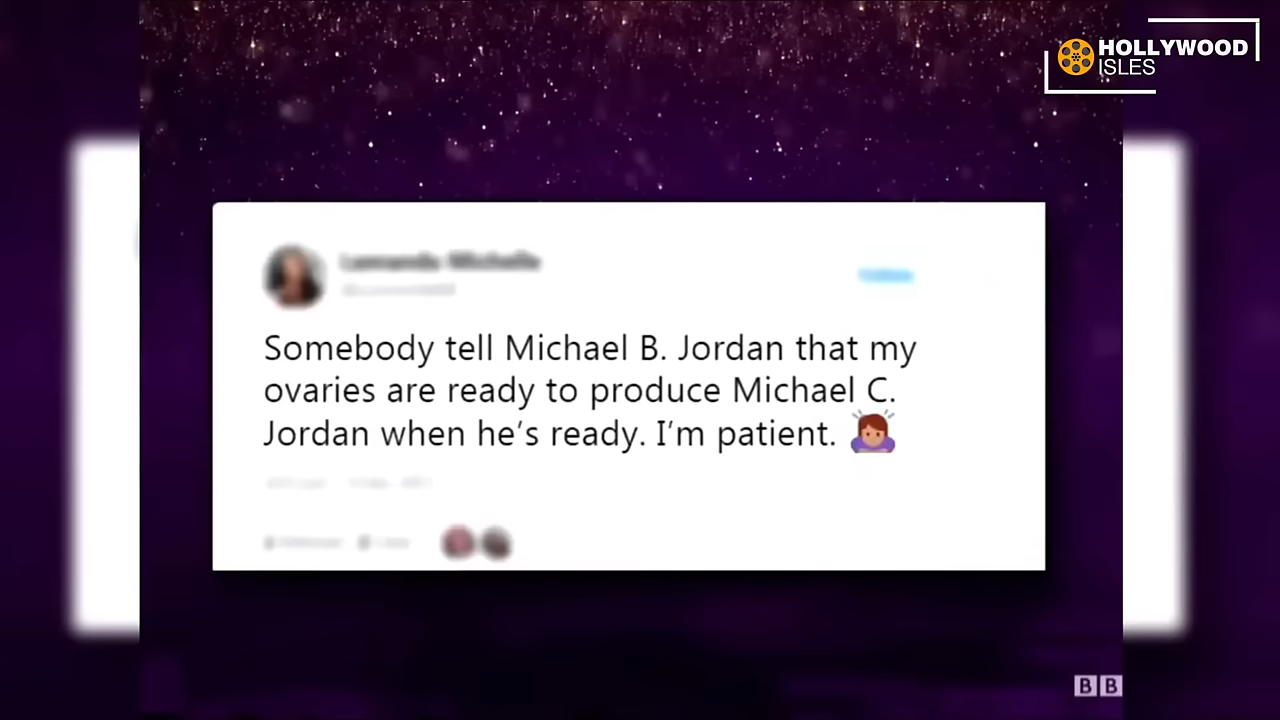 HOLLYWOOD
ISLES
Somebody tell Michael B. Jordan that my
ovaries are ready to produce Michael C.
Jordan when he’s ready. I’m patient.
BB